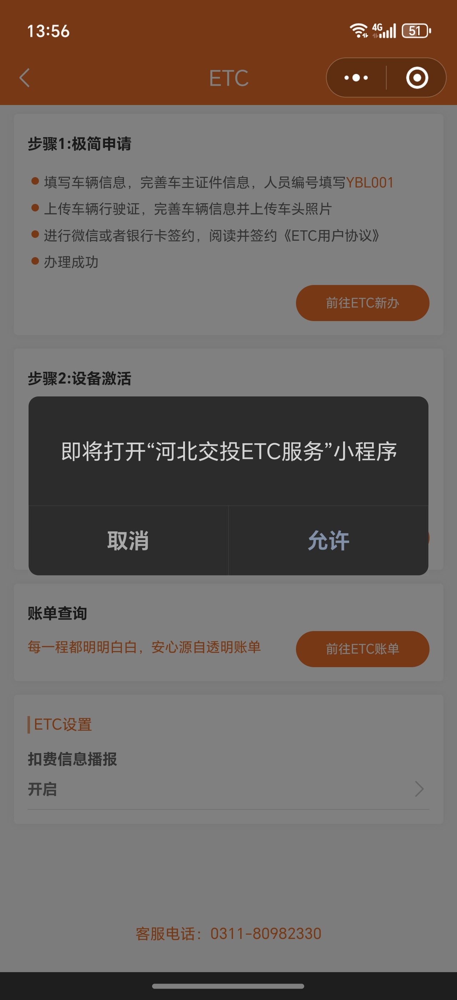 13:56
4G
51
ETC
步骤1:极简申请
填写车辆信息，完善车主证件信息，人员编号填写YBL001
上传车辆行驶证，完善车辆信息并上传车头照片
进行微信或者银行卡签约，阅读并签约《ETC用户协议》
办理成功
前往ETC新办
步骤2:设备激活
即将打开“河北交投ETC服务”小程序
取消
允许
账单查询
每一程都明明白白，安心源自透明账单
前往ETC账单
ETC设置
扣费信息播报
开启
客服电话：0311-80982330